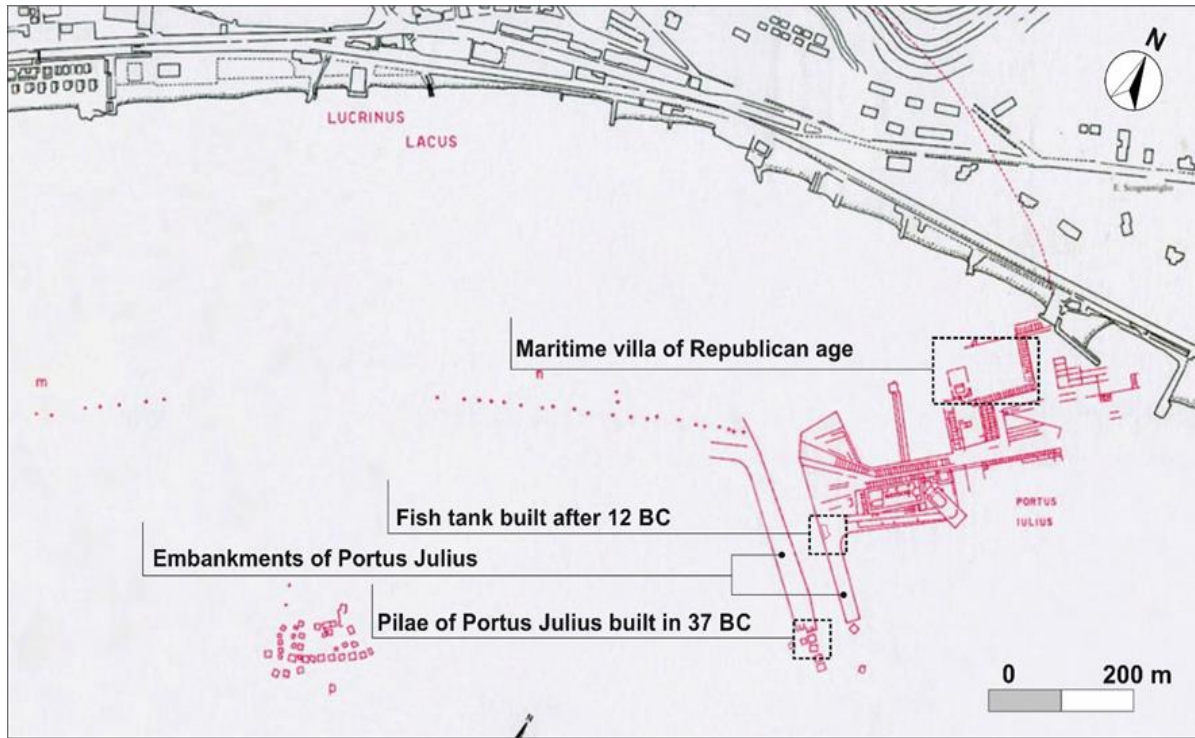 N
LUCRINUS
LACUS
E. Scognamiglio
Maritime villa of Republican age
m
n
Fish tank built after 12 BC
PORTUS
IULIUS
Embankments of Portus Julius
Pilae of Portus Julius built in 37 BC
p
0 200 m
N